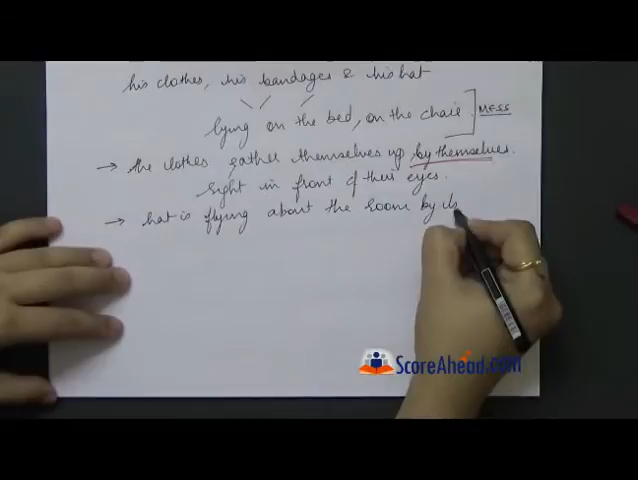 his clothes, his bandages & his hat
lying on the bed, on the chair. MESS
→ the clothes gather themselves up by themselves.
right in front of their eyes.
→ hat is flying about the room by its
ScoreAhead.com